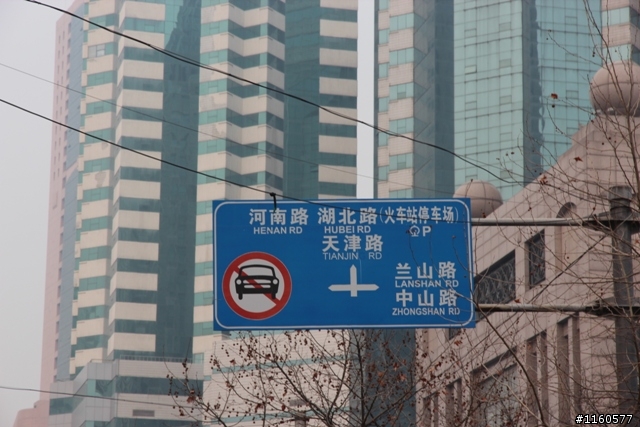 河南路 湖北路(火车站停车场)
HENAN RD HUBEI RD P
天津路
TIANJIN RD
兰山路
LANSHAN RD
中山路
ZHONGSHAN RD
#1160577